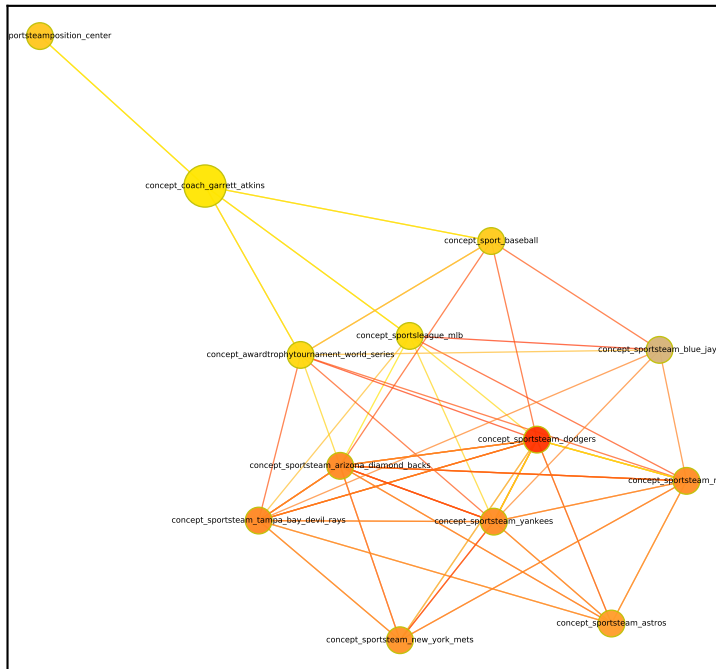 portsteamposition_center
concept_coach_garrett_atkins
concept_sport_baseball
concept_sportsleague_mlb
concept_sportsteam_blue_jay
concept_awardtrophytournament_world_series
concept_sportsteam_dodgers
concept_sportsteam_arizona_diamond_backs
concept_sportsteam_r
concept_sportsteam_tampa_bay_devil_rays
concept_sportsteam_yankees
concept_sportsteam_astros
concept_sportsteam_new_york_mets